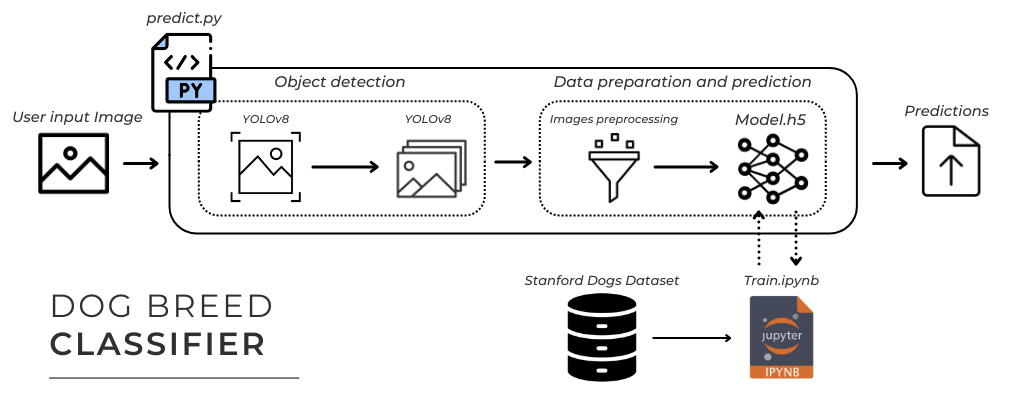 predict.py
</>
PY
Object detection
Data preparation and prediction
User input Image
YOLOv8
YOLOv8
Images preprocessing
Model.h5
Predictions
Stanford Dogs Dataset
Train.ipynb
jupyter
IPYNB
DOG BREED
CLASSIFIER